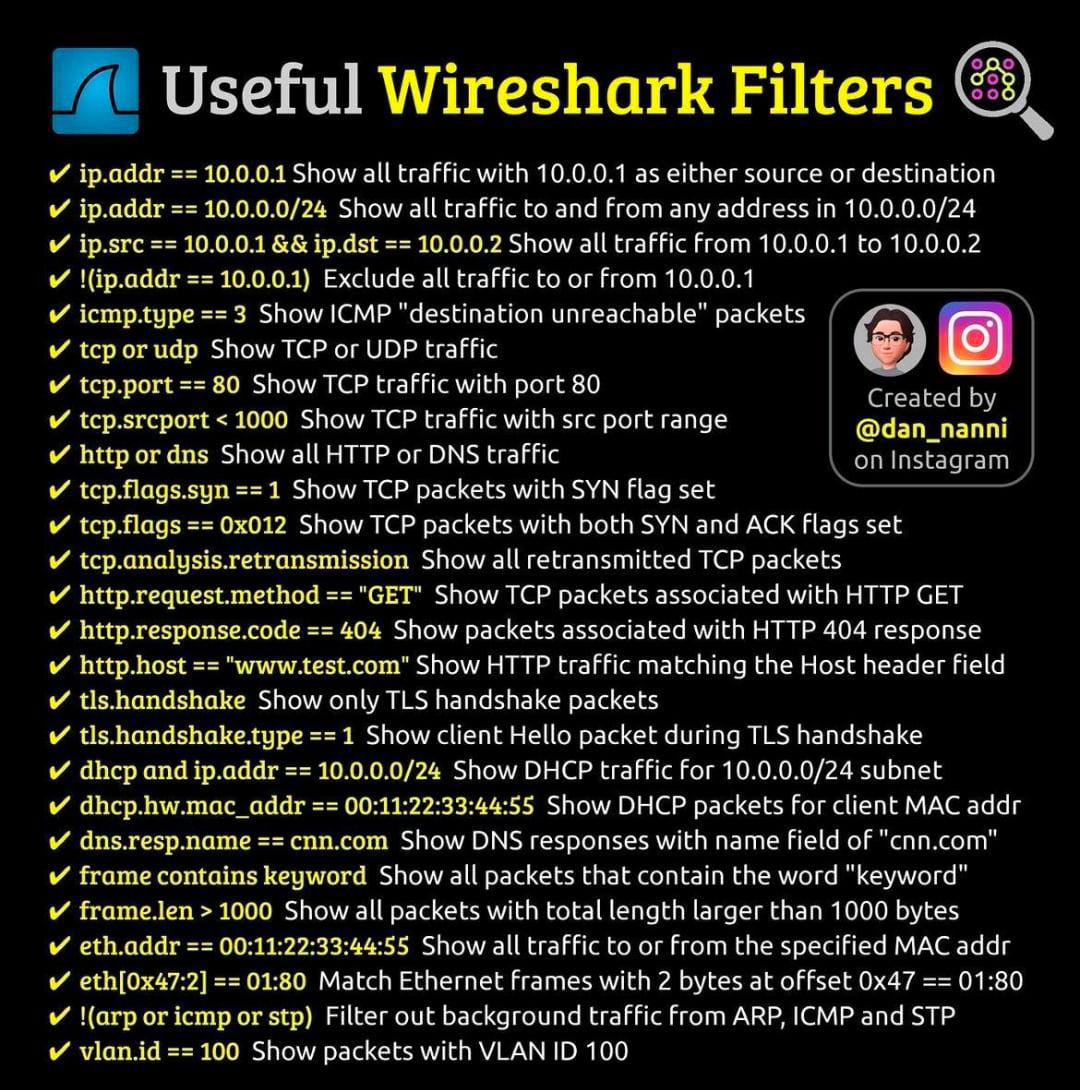 Useful Wireshark Filters
✔ ip.addr == 10.0.0.1 Show all traffic with 10.0.0.1 as either source or destination
✔ ip.addr == 10.0.0.0/24 Show all traffic to and from any address in 10.0.0.0/24
✔ ip.src == 10.0.0.1 && ip.dst == 10.0.0.2 Show all traffic from 10.0.0.1 to 10.0.0.2
✔ !(ip.addr == 10.0.0.1) Exclude all traffic to or from 10.0.0.1
✔ icmp.type == 3 Show ICMP "destination unreachable" packets
✔ tcp or udp Show TCP or UDP traffic
✔ tcp.port == 80 Show TCP traffic with port 80
✔ tcp.srcport < 1000 Show TCP traffic with src port range
✔ http or dns Show all HTTP or DNS traffic
✔ tcp.flags.syn == 1 Show TCP packets with SYN flag set
✔ tcp.flags == 0x012 Show TCP packets with both SYN and ACK flags set
✔ tcp.analysis.retransmission Show all retransmitted TCP packets
✔ http.request.method == "GET" Show TCP packets associated with HTTP GET
✔ http.response.code == 404 Show packets associated with HTTP 404 response
✔ http.host == "www.test.com" Show HTTP traffic matching the Host header field
✔ tls.handshake Show only TLS handshake packets
✔ tls.handshake.type == 1 Show client Hello packet during TLS handshake
✔ dhcp and ip.addr == 10.0.0.0/24 Show DHCP traffic for 10.0.0.0/24 subnet
✔ dhcp.hw.mac_addr == 00:11:22:33:44:55 Show DHCP packets for client MAC addr
✔ dns.resp.name == cnn.com Show DNS responses with name field of "cnn.com"
✔ frame contains keyword Show all packets that contain the word "keyword"
✔ frame.len > 1000 Show all packets with total length larger than 1000 bytes
✔ eth.addr == 00:11:22:33:44:55 Show all traffic to or from the specified MAC addr
✔ eth[0x47:2] == 01:80 Match Ethernet frames with 2 bytes at offset 0x47 == 01:80
✔ !(arp or icmp or stp) Filter out background traffic from ARP, ICMP and STP
✔ vlan.id == 100 Show packets with VLAN ID 100
Created by
@dan_nanni
on Instagram